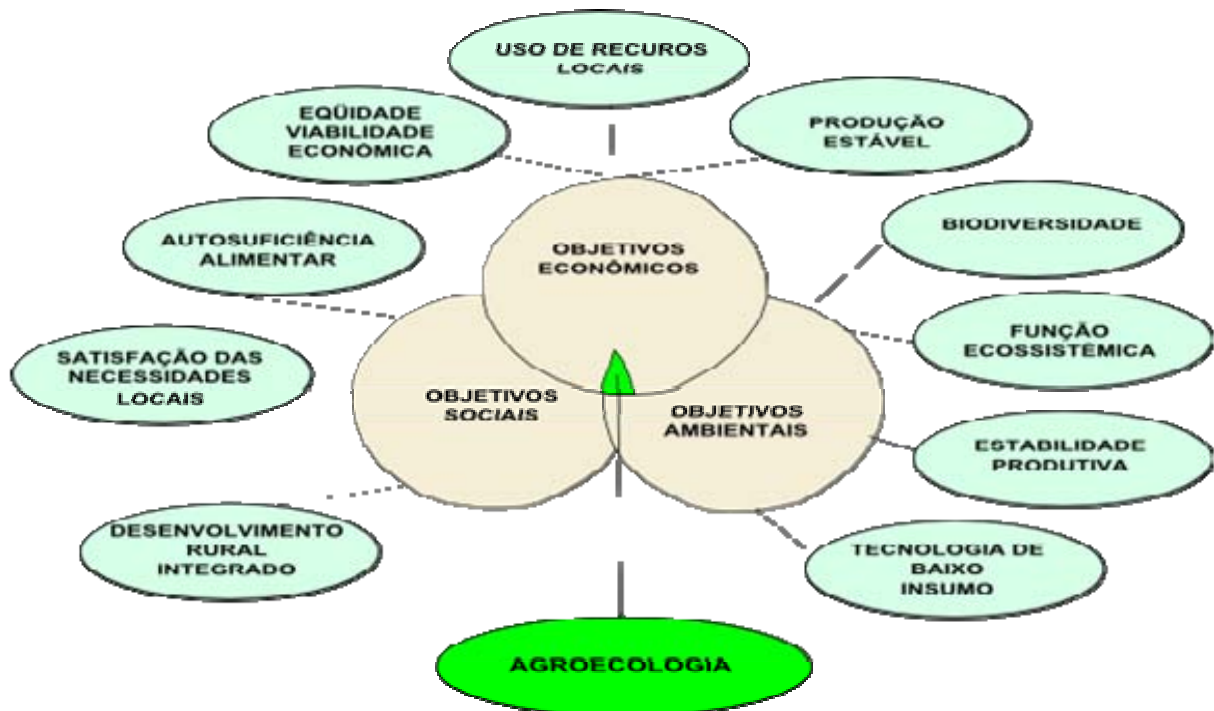 USO DE RECUROS
LOCAIS
EQÜIDADE
VIABILIDADE
ECONÔMICA
PRODUÇÃO
ESTÁVEL
AUTOSUFICIÊNCIA
ALIMENTAR
BIODIVERSIDADE
OBJETIVOS
ECONÔMICOS
SATISFAÇÃO DAS
NECESSIDADES
LOCAIS
FUNÇÃO
ECOSSISTÊMICA
OBJETIVOS
SOCIAIS
OBJETIVOS
AMBIENTAIS
ESTABILIDADE
PRODUTIVA
DESENVOLVIMENTO
RURAL
INTEGRADO
TECNOLOGIA DE
BAIXO
INSUMO
AGROECOLOGIA